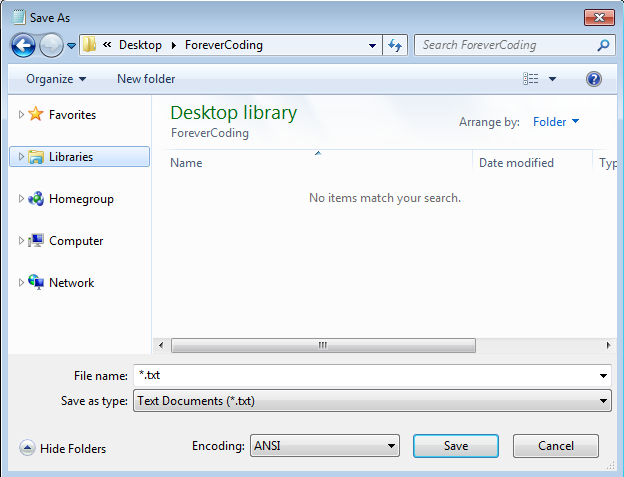 Save As
« Desktop ▸ ForeverCoding
Search ForeverCoding
Organize New folder
?
Favorites
Libraries
Homegroup
Computer
Network
Desktop library
ForeverCoding
Arrange by: Folder
Name Date modified Typ
No items match your search.
File name: *.txt
Save as type: Text Documents (*.txt)
Hide Folders Encoding: ANSI Save Cancel